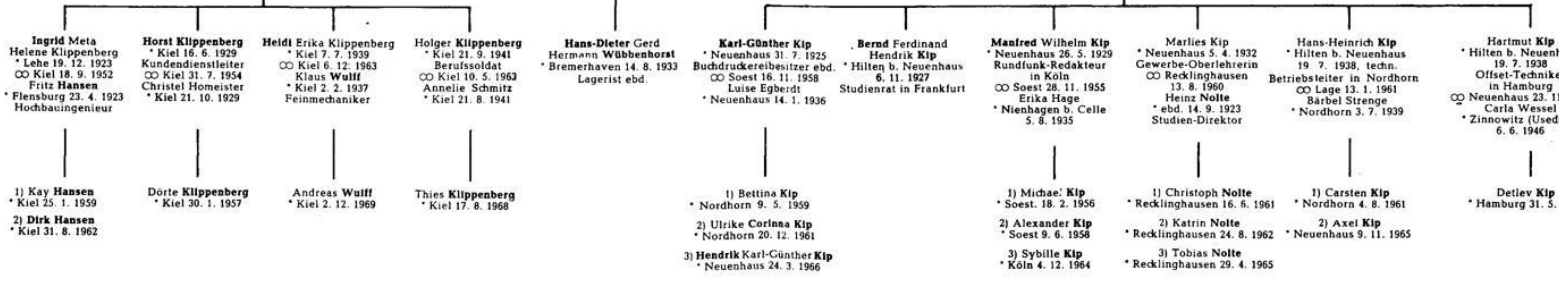 Ingrid Meta
Helene Klippenberg
* Lehe 19. 12. 1923
OO Kiel 18. 9. 1952
Fritz Hansen
* Flensburg 23. 4. 1923
Hochbauingenieur
1) Kay Hansen
* Kiel 25. 1. 1959
2) Dirk Hansen
* Kiel 31. 8. 1962
Horst Klippenberg
* Kiel 16. 6. 1929
Kundendienstleiter
OO Kiel 31. 7. 1954
Christel Homeister
* Kiel 21. 10. 1929
Dörte Klippenberg
* Kiel 30. 1. 1957
Heidi Erika Klippenberg
* Kiel 7. 7. 1939
OO Kiel 6. 12. 1963
Klaus Wulff
* Kiel 2. 2. 1937
Feinmechaniker
Andreas Wulff
* Kiel 2. 12. 1969
Holger Klippenberg
* Kiel 21. 9. 1941
Berufssoldat
OO Kiel 10. 5. 1963
Annelie Schmitz
* Kiel 21. 8. 1941
Thies Klippenberg
* Kiel 17. 8. 1968
Hans-Dieter Gerd
Hermann Wübbenhorst
* Bremerhaven 14. 8. 1933
Lagerist ebd.
Karl-Günther Kip
* Neuenhaus 31. 7. 1925
Buchdruckereibesitzer ebd.
OO Soest 16. 11. 1958
Luise Egberdt
* Neuenhaus 14. 1. 1936
1) Bettina Kip
* Nordhorn 9. 5. 1959
2) Ulrike Corinna Kip
* Nordhorn 20. 12. 1961
3) Hendrik Karl-Günther Kip
* Neuenhaus 24. 3. 1966
Bernd Ferdinand
Hendrik Kip
* Hilten b. Neuenhaus
6. 11. 1927
Studienrat in Frankfurt
Manfred Wilhelm Kip
* Neuenhaus 26. 5. 1929
Rundfunk-Redakteur
in Köln
OO Soest 28. 11. 1955
Erika Hage
* Nienhagen b. Celle
5. 8. 1935
1) Michael Kip
* Soest. 18. 2. 1956
2) Alexander Kip
* Soest 9. 6. 1958
3) Sybille Kip
* Köln 4. 12. 1964
Marlies Kip
* Neuenhaus 5. 4. 1932
Gewerbe-Oberlehrerin
OO Recklinghausen
13. 8. 1960
Heinz Nolte
* ebd. 14. 9. 1923
Studien-Direktor
1) Christoph Nolte
* Recklinghausen 16. 6. 1961
2) Katrin Nolte
* Recklinghausen 24. 8. 1962
3) Tobias Nolte
* Recklinghausen 29. 4. 1965
Hans-Heinrich Kip
* Hilten b. Neuenhaus
19. 7. 1938, techn.
Betriebsleiter in Nordhorn
OO Lage 13. 1. 1961
Bärbel Strenge
* Nordhorn 3. 7. 1939
1) Carsten Kip
* Nordhorn 4. 8. 1961
2) Axel Kip
* Neuenhaus 9. 11. 1965
Hartmut Kip
* Hilten b. Neuenh
19. 7. 1938
Offset-Technike
in Hamburg
OO Neuenhaus 23. 1
Carla Wessel
* Zinnowitz (Used
6. 6. 1946
Detlev Kip
* Hamburg 31. 5.